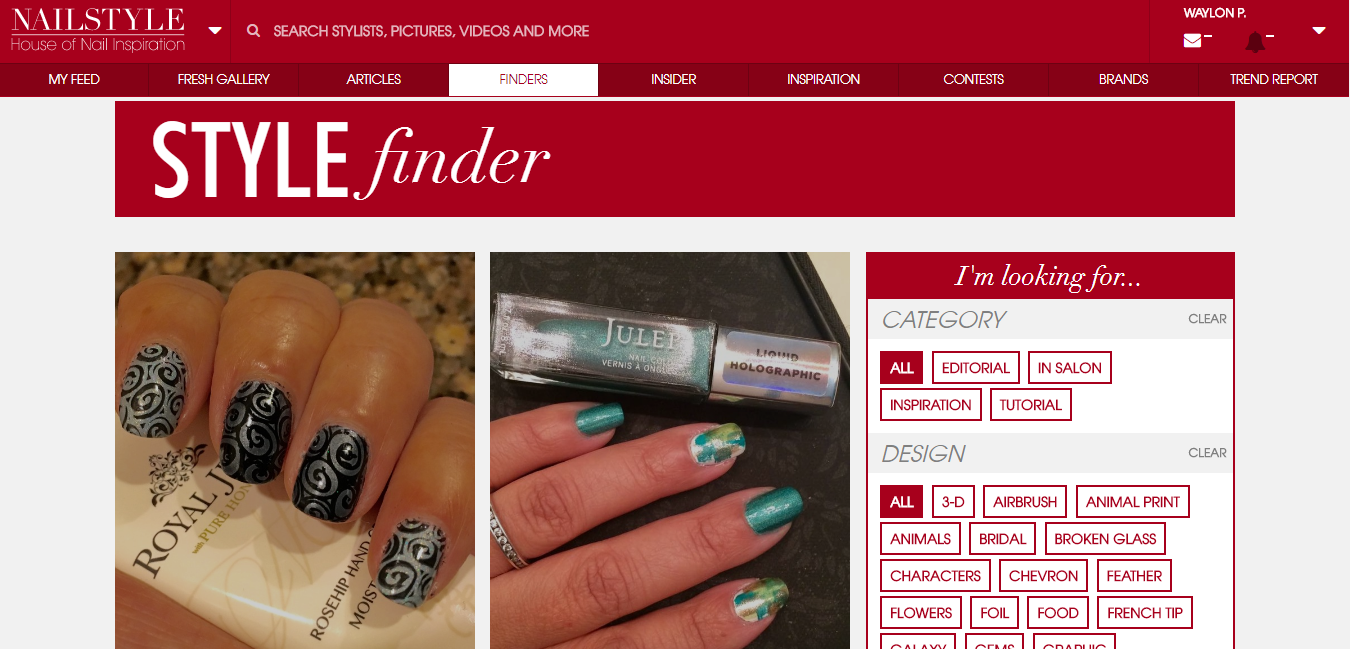 NAILSTYLE
House of Nail Inspiration
SEARCH STYLISTS, PICTURES, VIDEOS AND MORE
WAYLON P.
MY FEED
FRESH GALLERY
ARTICLES
FINDERS
INSIDER
INSPIRATION
CONTESTS
BRANDS
TREND REPORT
STYLE finder
ROYAL
with PURE
ROSEHIP HAND
JULEP
NAIL COLOR
VERNIS À ONGLES
LIQUID
HOLOGRAPHIC
I'm looking for...
CATEGORY
CLEAR
ALL
EDITORIAL
IN SALON
INSPIRATION
TUTORIAL
DESIGN
CLEAR
ALL
3-D
AIRBRUSH
ANIMAL PRINT
ANIMALS
BRIDAL
BROKEN GLASS
CHARACTERS
CHEVRON
FEATHER
FLOWERS
FOIL
FOOD
FRENCH TIP
GALAXY
GEMS
GRAPHIC